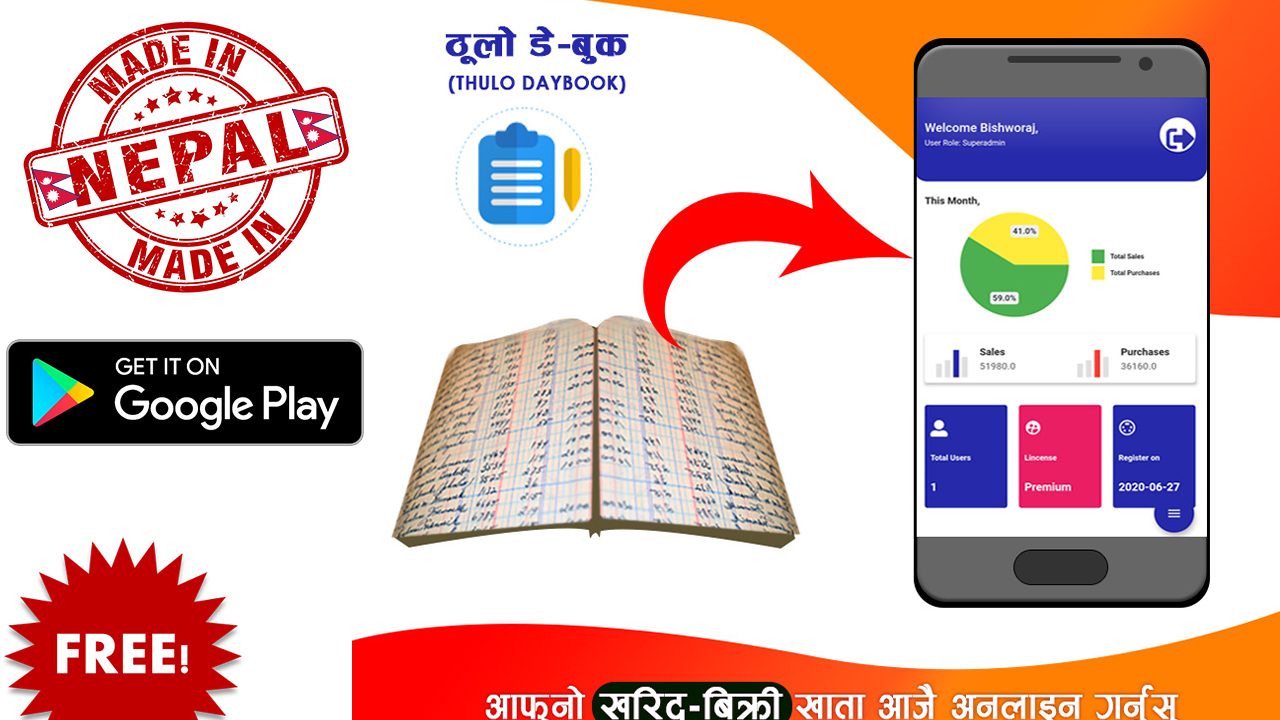 MADE IN
NEPAL
MADE IN
GET IT ON
Google Play
FREE!
ठूलो डे-बुक
(THULO DAYBOOK)
Welcome Bishworaj,
User Role: Superadmin
This Month,
41.0%
59.0%
Total Sales
Total Purchases
Sales
51980.0
Purchases
36160.0
Total Users
1
Lincense
Premium
Register on
2020-06-27
आफ्नो खरिद-बिक्री खाता आजै अनलाइन गर्नुस्